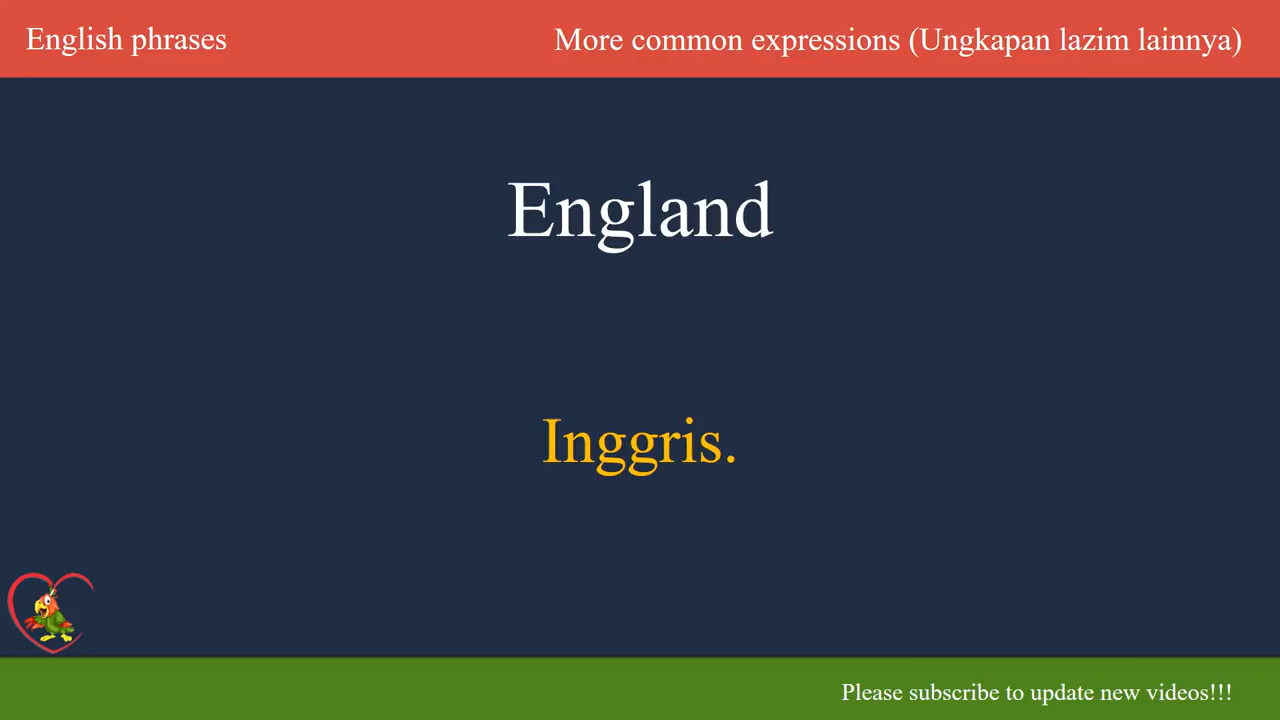 English phrases
More common expressions (Ungkapan lazim lainnya)
England
Inggris.
Please subscribe to update new videos!!!